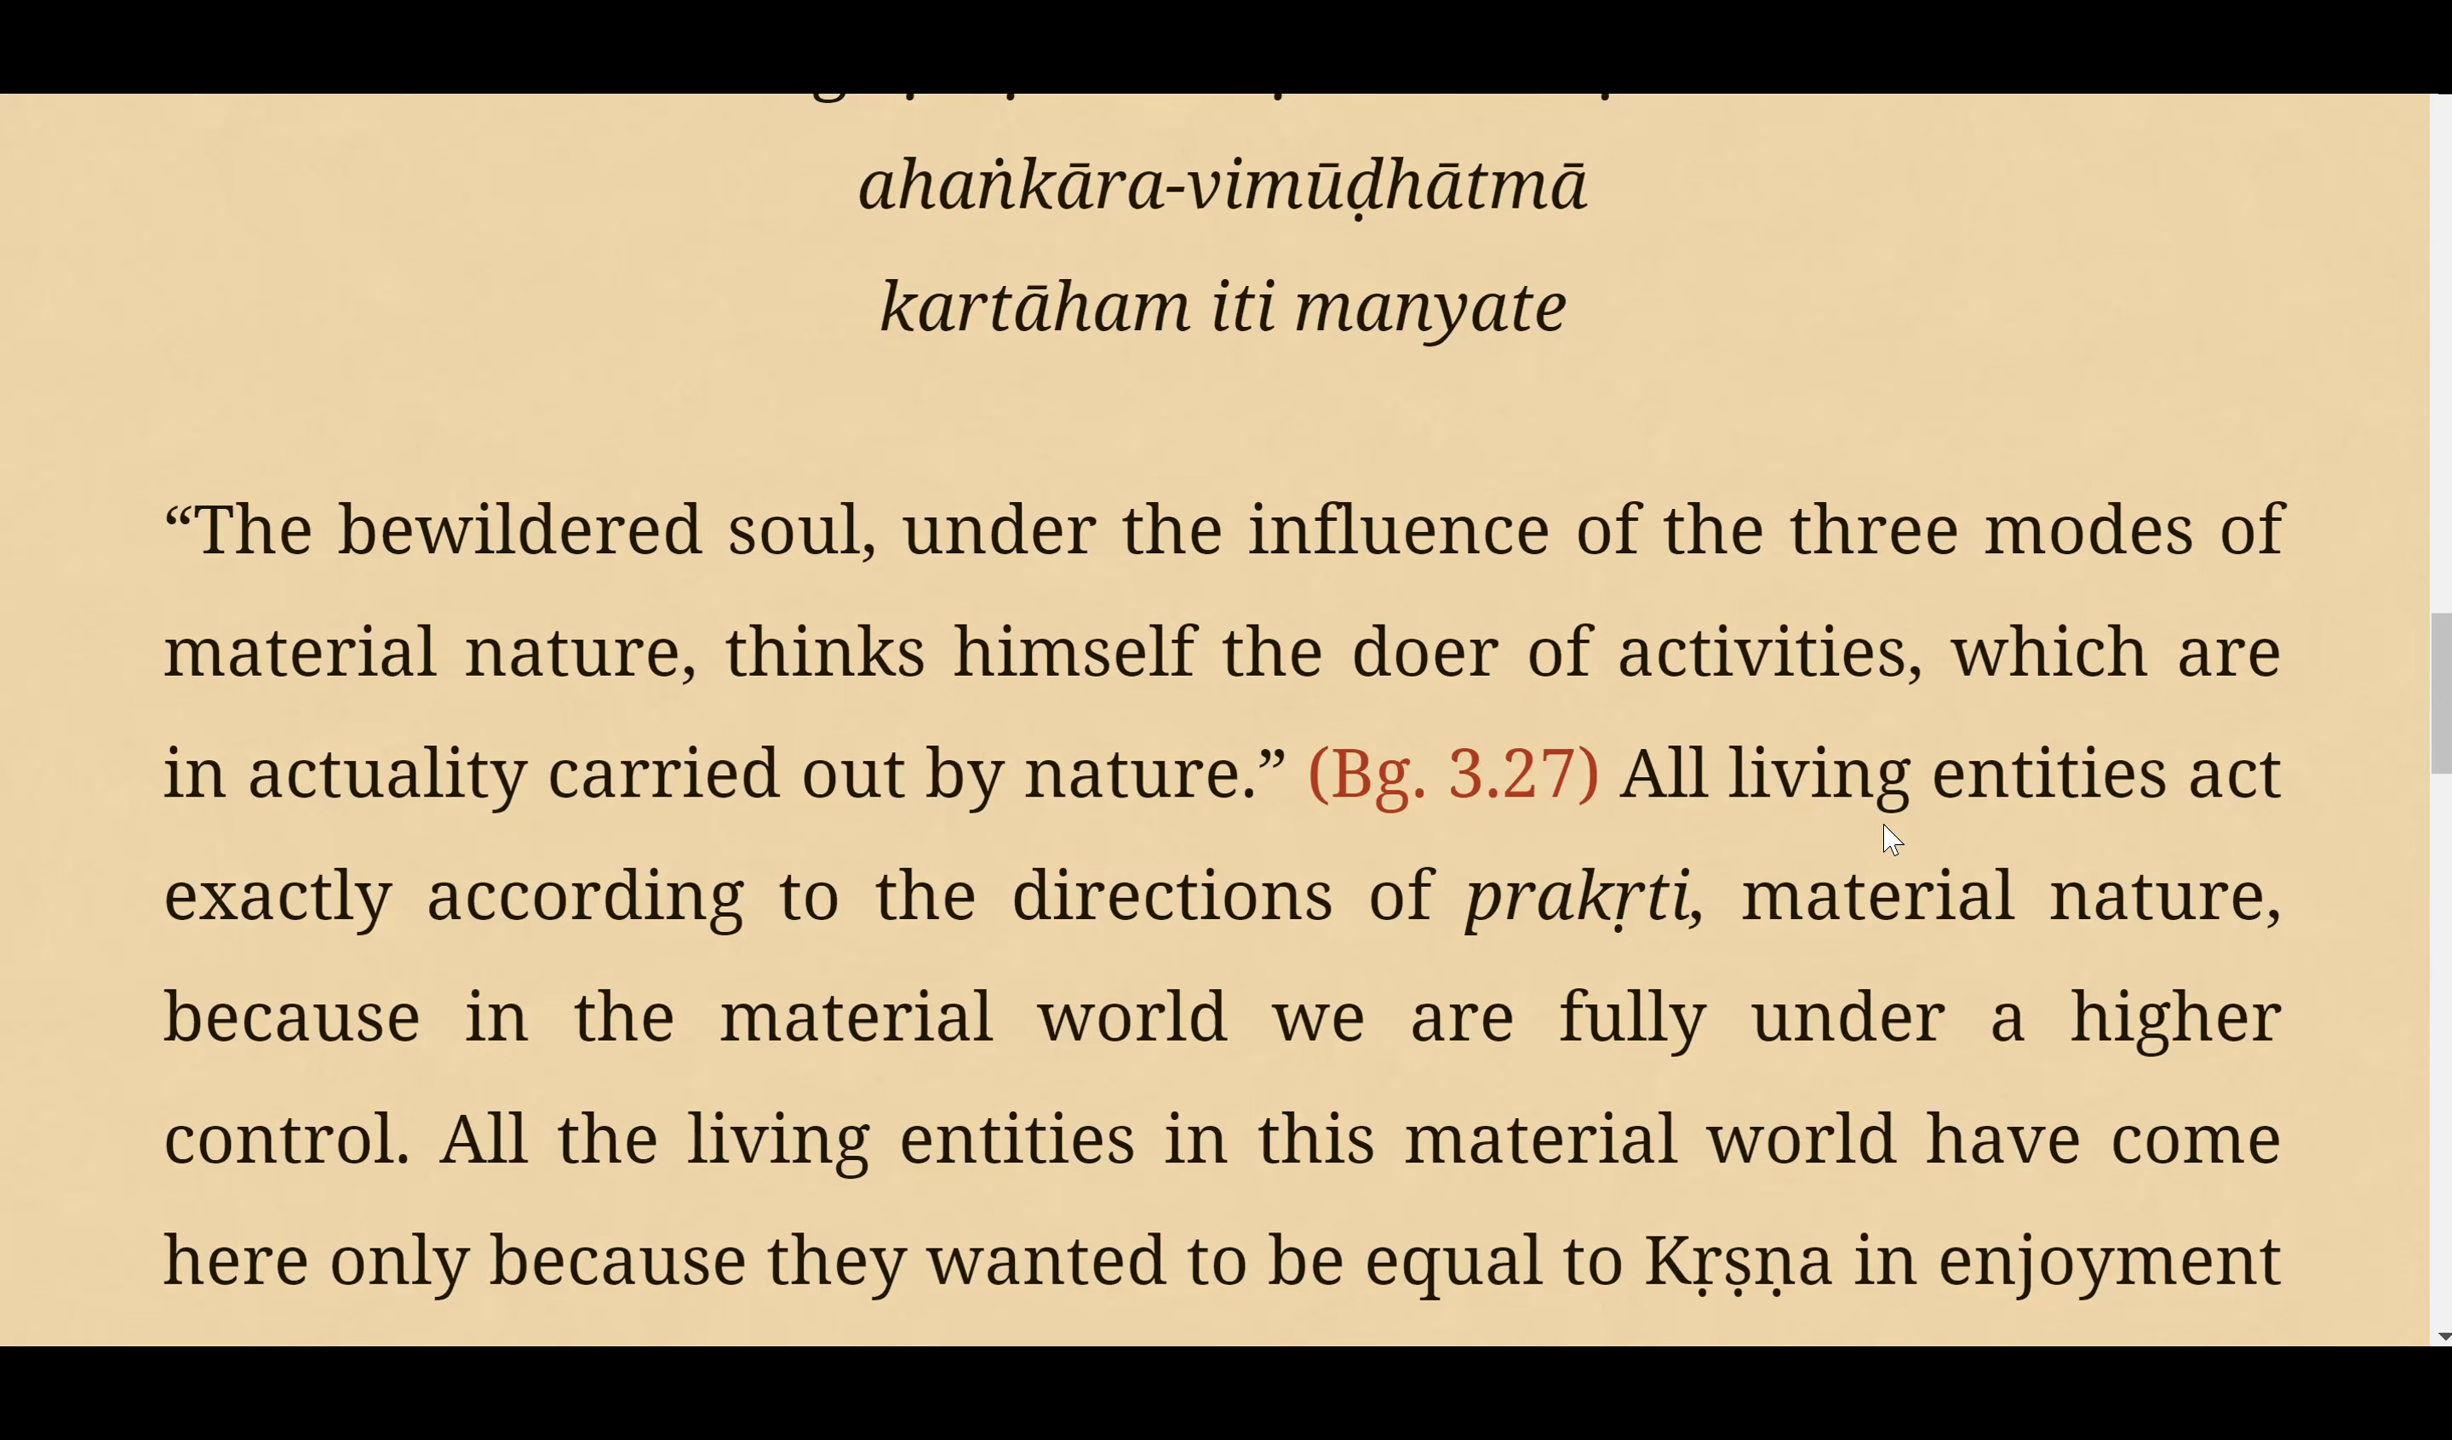 ahaṅkāra-vimūḍhātmā
kartāham iti manyate
“The bewildered soul, under the influence of the three modes of
material nature, thinks himself the doer of activities, which are
in actuality carried out by nature.” (Bg. 3.27) All living entities act
exactly according to the directions of prakṛti, material nature,
because in the material world we are fully under a higher
control. All the living entities in this material world have come
here only because they wanted to be equal to Kṛṣṇa in enjoyment